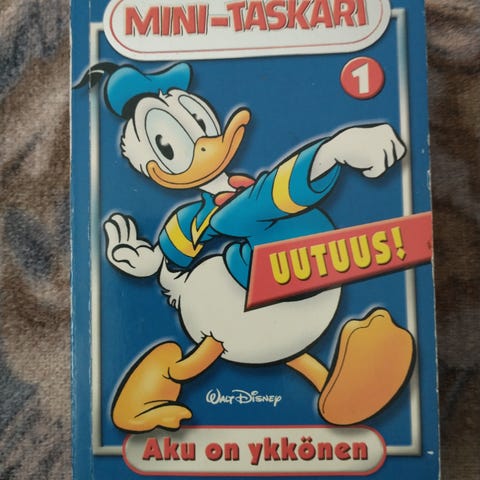 MINI-TASKARI
1
UUTUUS!
WALT DISNEY
Aku on ykkönen